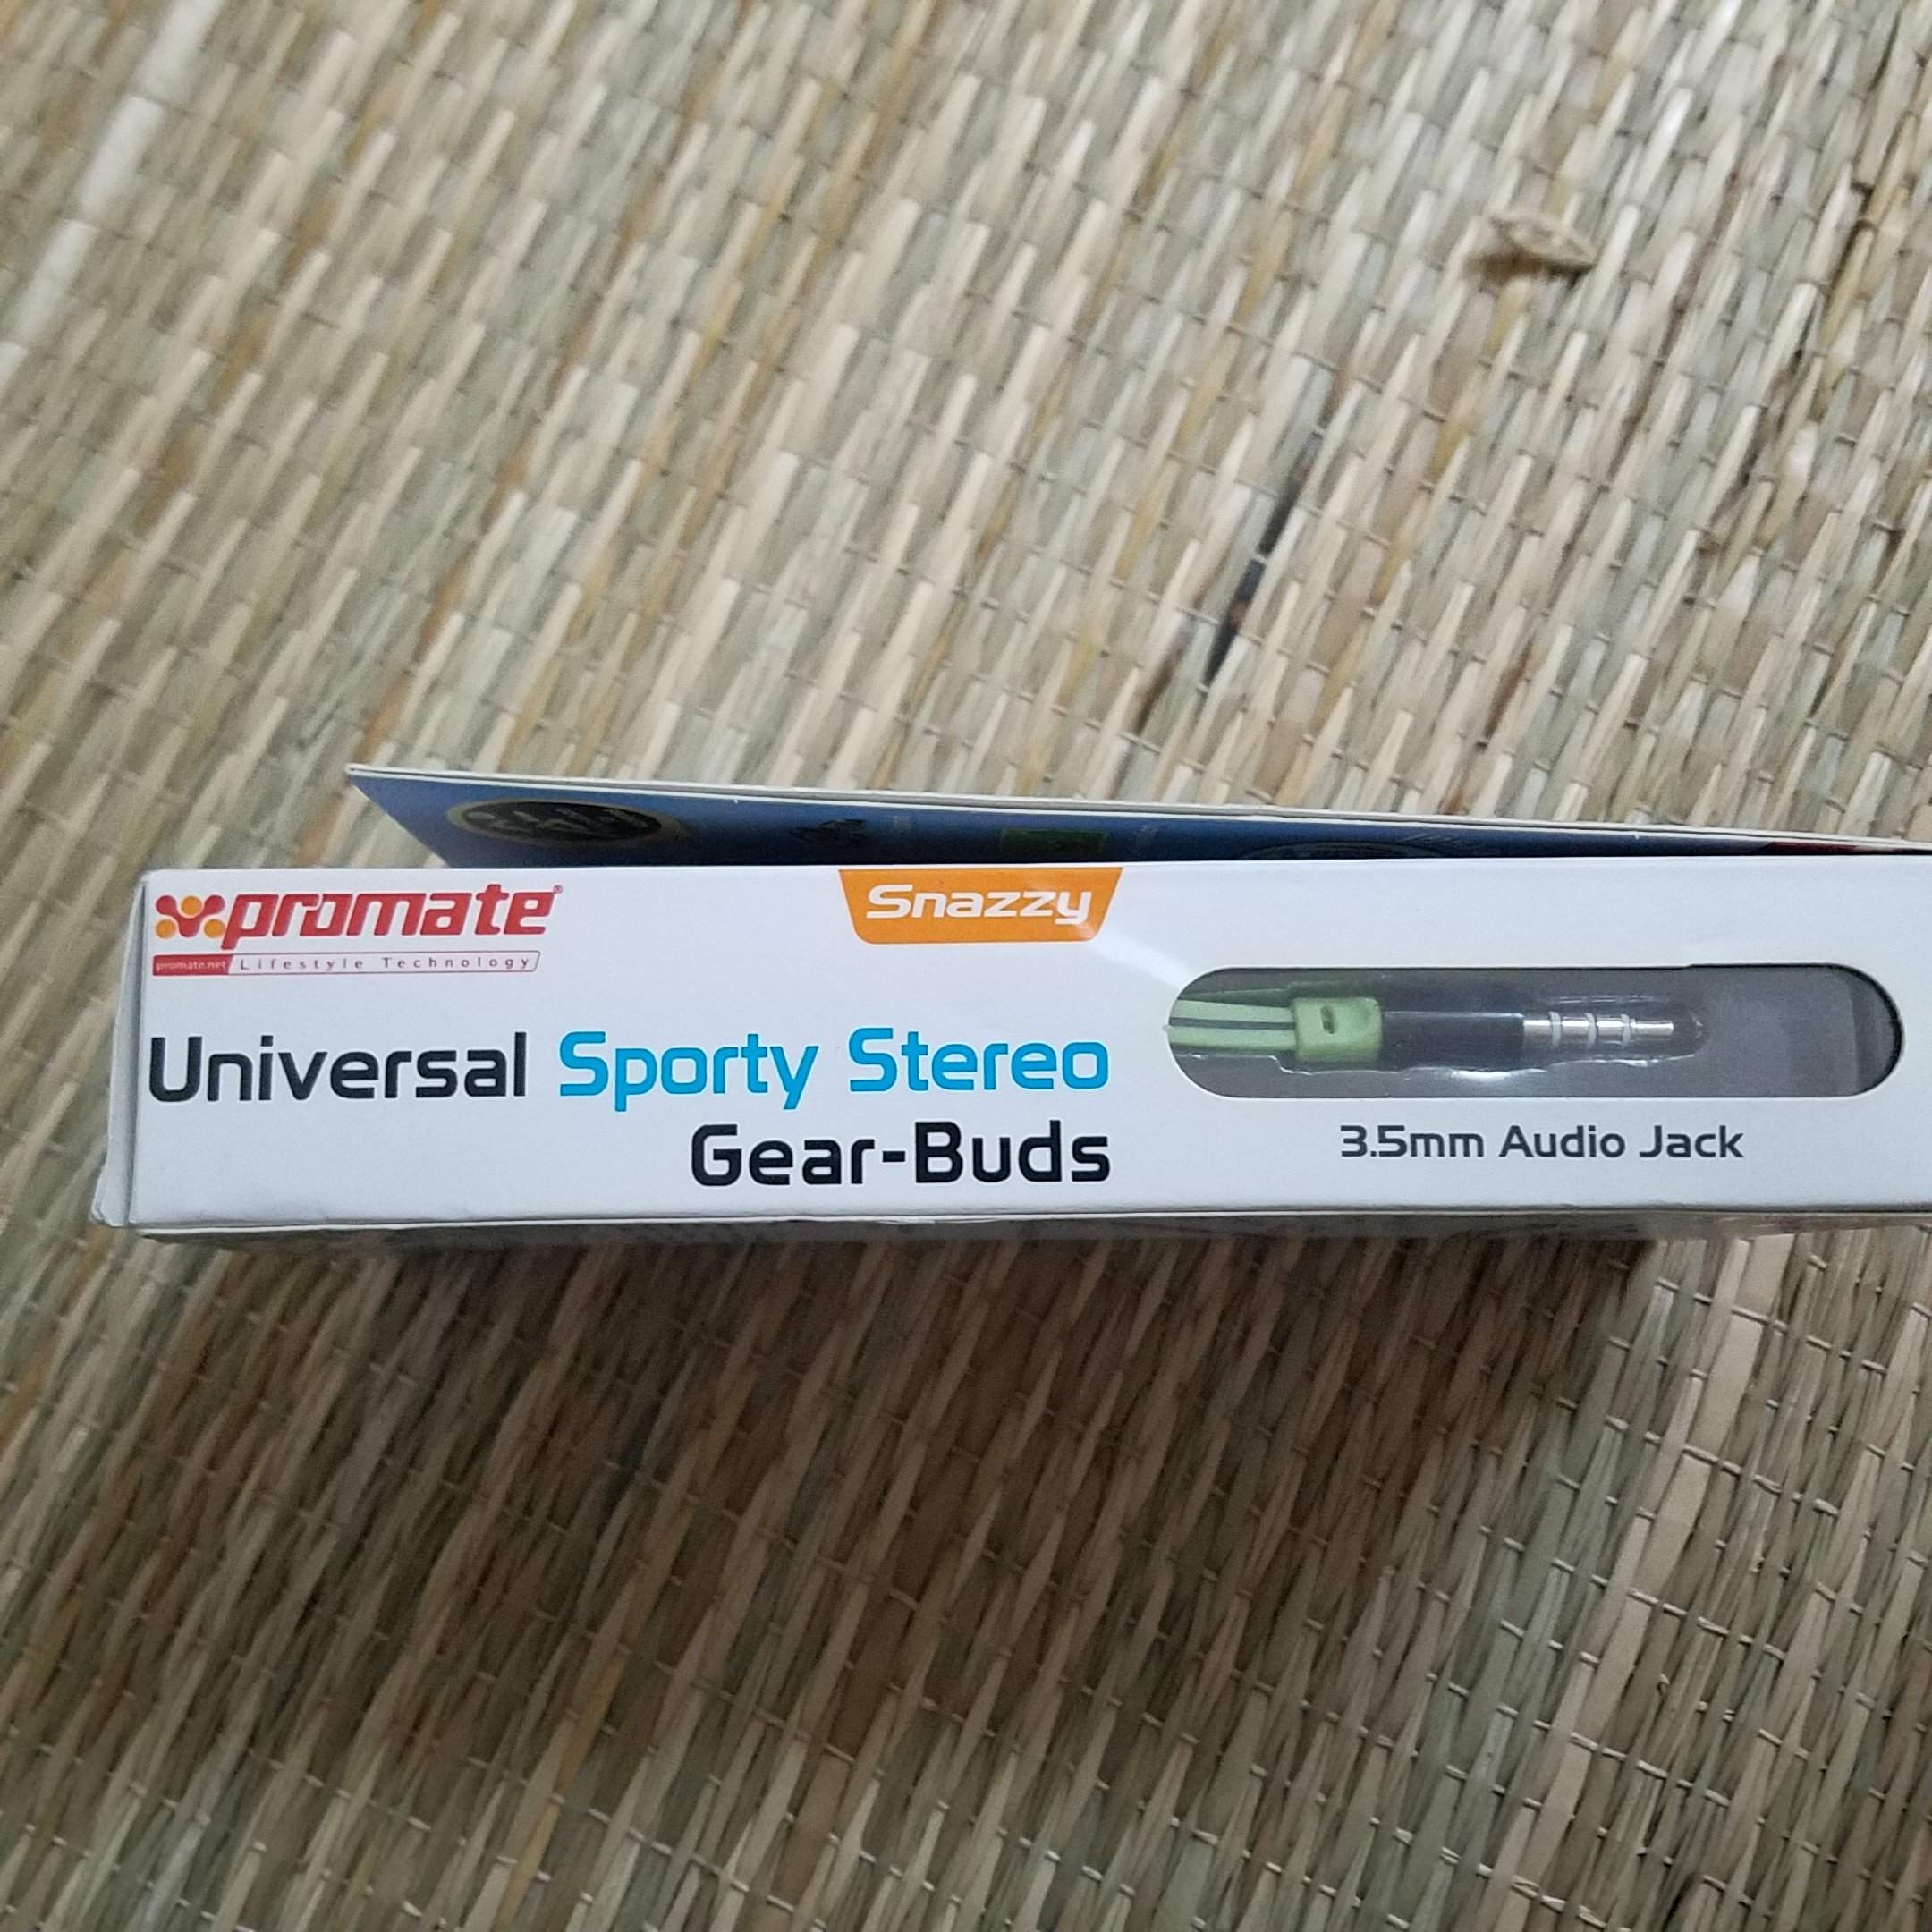 promate®
Snazzy
promate.net Lifestyle Technology
Universal Sporty Stereo
Gear-Buds
3.5mm Audio Jack